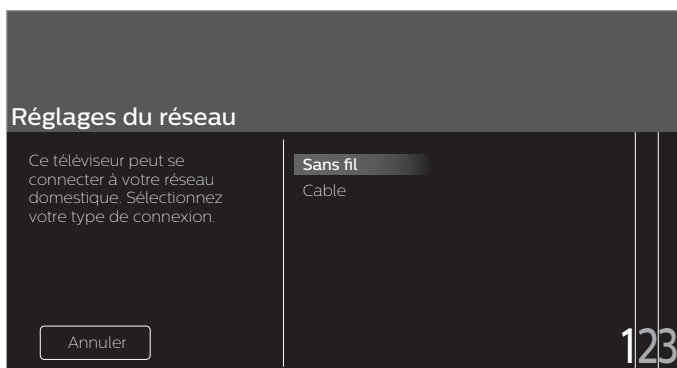 Réglages du réseau
Ce téléviseur peut se
connecter à votre réseau
domestique. Sélectionnez
votre type de connexion.
Sans fil
Cable
Annuler
123